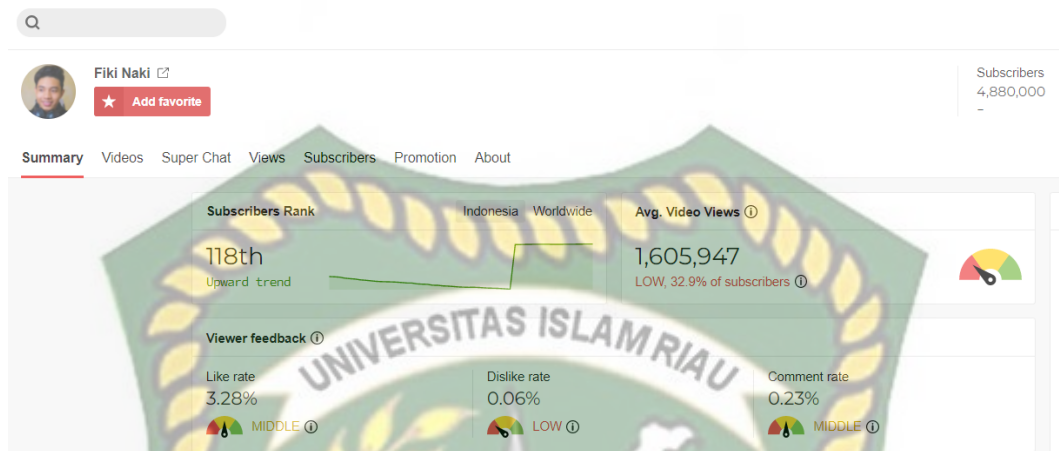 Fiki Naki
Add favorite
Subscribers
4,880,000
–
Summary Videos Super Chat Views Subscribers Promotion About
Subscribers Rank Indonesia Worldwide
118th
Upward trend
Avg. Video Views
1,605,947
LOW, 32.9% of subscribers
Viewer feedback
UNIVERSITAS ISLAM RIAU
Like rate
3.28%
MIDDLE
Dislike rate
0.06%
LOW
Comment rate
0.23%
MIDDLE